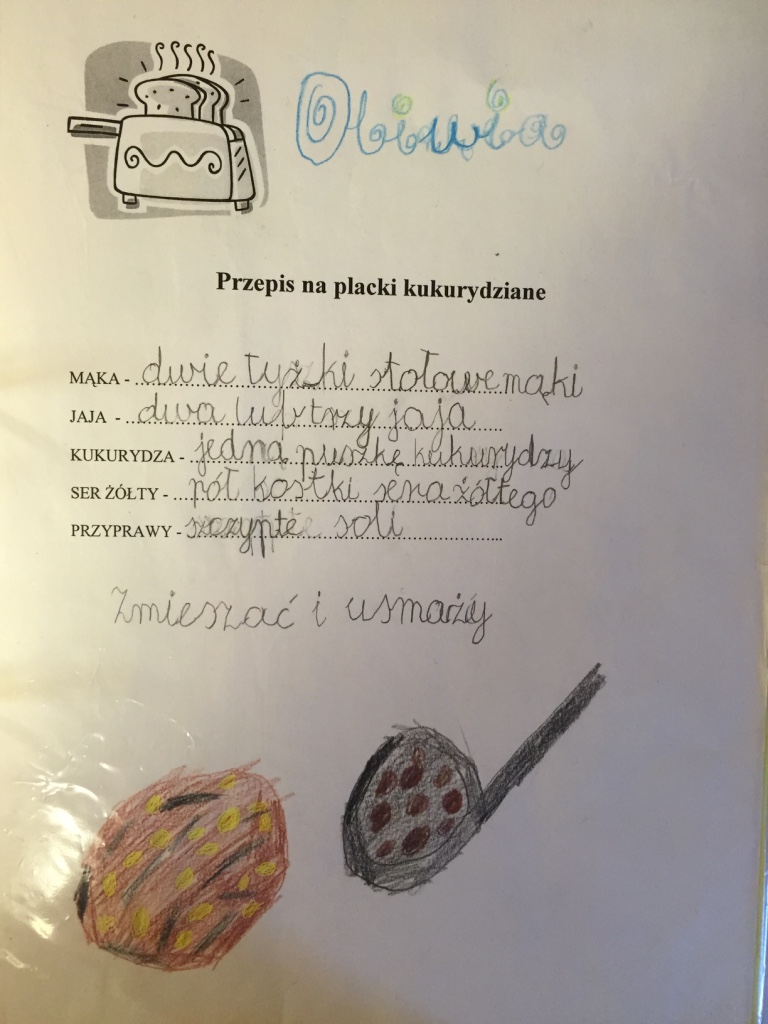 Oliwia
Przepis na placki kukurydziane
MĄKA - dwie łyżki stołowe mąki
JAJA - dwa lub trzy jaja
KUKURYDZA - jedną puszkę kukurydzy
SER ŻÓŁTY - pół kostki sera żółtego
PRZYPRAWY - szczyptę soli
Zmieszać i usmaży